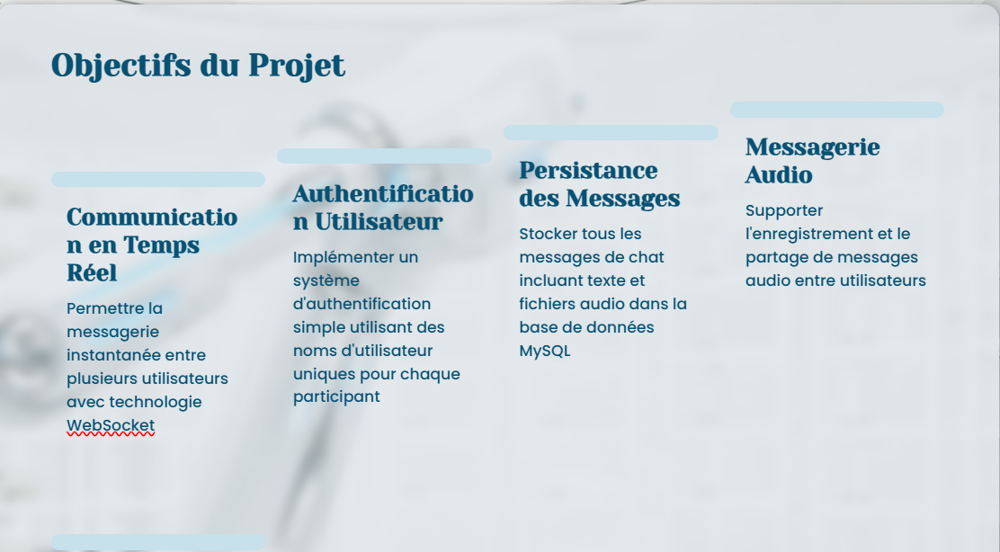 Objectifs du Projet
Communicatio
n en Temps
Réel
Permettre la
messagerie
instantanée entre
plusieurs utilisateurs
avec technologie
WebSocket
Authentificatio
n Utilisateur
Implémenter un
système
d'authentification
simple utilisant des
noms d'utilisateur
uniques pour chaque
participant
Persistance
des Messages
Stocker tous les
messages de chat
incluant texte et
fichiers audio dans la
base de données
MySQL
Messagerie
Audio
Supporter
l'enregistrement et le
partage de messages
audio entre utilisateurs